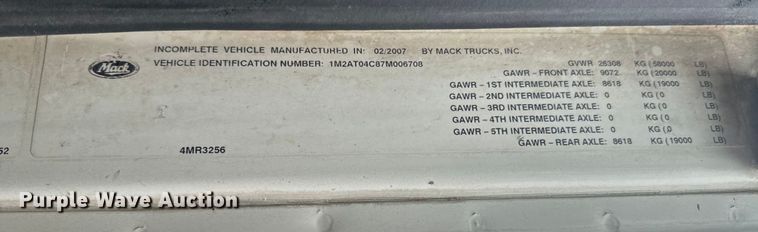 INCOMPLETE VEHICLE MANUFACTURED IN: 02/2007 BY MACK TRUCKS, INC.
Mack
VEHICLE IDENTIFICATION NUMBER: 1M2AT04C87M006708
GVWR 26308 KG (58000 LB)
GAWR - FRONT AXLE: 9072 KG (20000 LB)
GAWR - 1ST INTERMEDIATE AXLE: 8618 KG (19000 LB)
GAWR - 2ND INTERMEDIATE AXLE: 0 KG (0 LB)
GAWR - 3RD INTERMEDIATE AXLE: 0 KG (0 LB)
GAWR - 4TH INTERMEDIATE AXLE: 0 KG (0 LB)
GAWR - 5TH INTERMEDIATE AXLE: 0 KG (0 LB)
GAWR - REAR AXLE: 8618 KG (19000 LB)
52
4MR3256
Purple Wave Auction